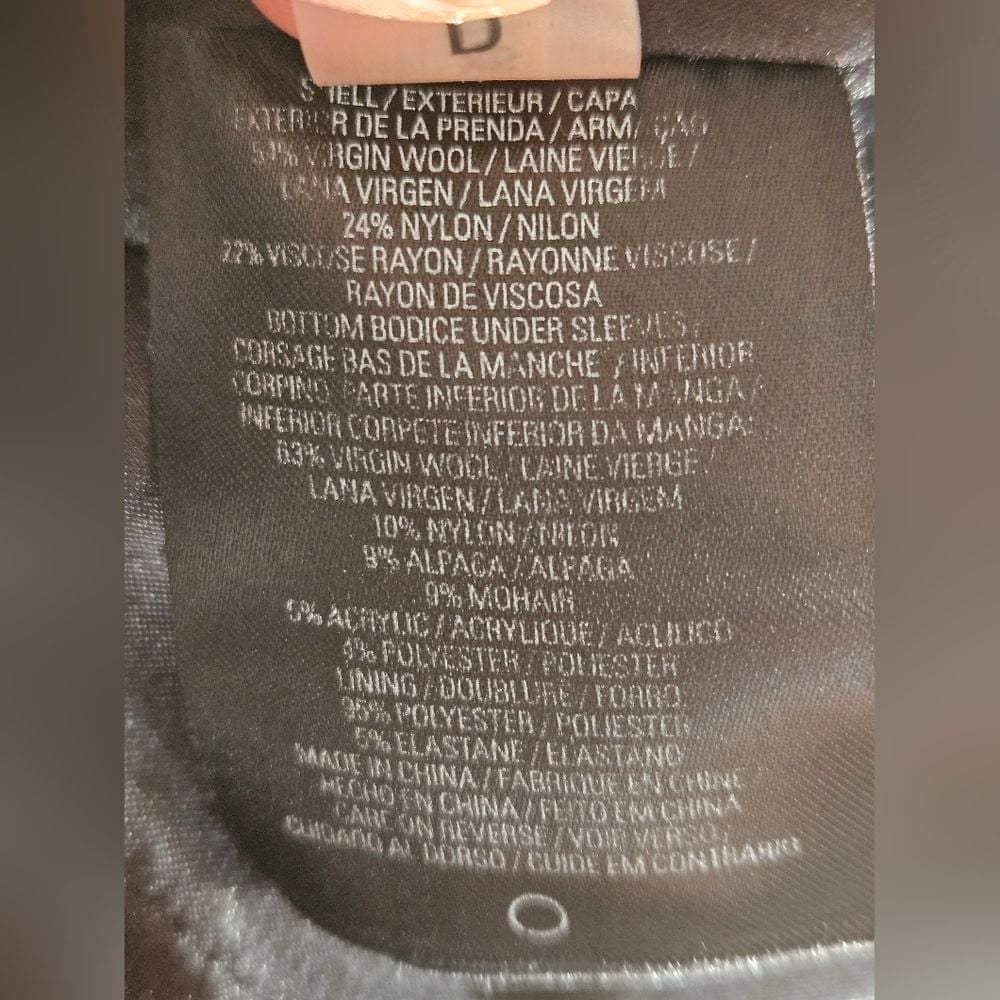 D
SHELL / EXTERIEUR / CAPA
EXTERIOR DE LA PRENDA / ARMAÇÃO
VIRGIN WOOL / LAINE VIERGE /
LANA VIRGEN / LANA VIRGEM
24% NYLON / NILON
22% VISCOSE RAYON / RAYONNE VISCOSE /
RAYON DE VISCOSA
BOTTOM BODICE UNDER SLEEVES /
CORSAGE BAS DE LA MANCHE / INFERIOR
CORPINO PARTE INFERIOR DE LA MANGA /
INFERIOR CORPETE INFERIOR DA MANGA:
63% VIRGIN WOOL / LAINE VIERGE /
LANA VIRGEN / LANA VIRGEM
10% NYLON / NILON
9% ALPACA / ALPAGA
9% MOHAIR
5% ACRYLIC / ACRYLIQUE / ACLILICO
4% POLYESTER / POLIESTER
LINING / DOUBLURE / FORRO
95% POLYESTER / POLIESTER
5% ELASTANE / ELASTANO
MADE IN CHINA / FABRIQUE EN CHINE
HECHO EN CHINA / FEITO EM CHINA
CARE ON REVERSE / VOIR VERSO /
CUIDADO AL DORSO / CUIDE EM CONTRARIO